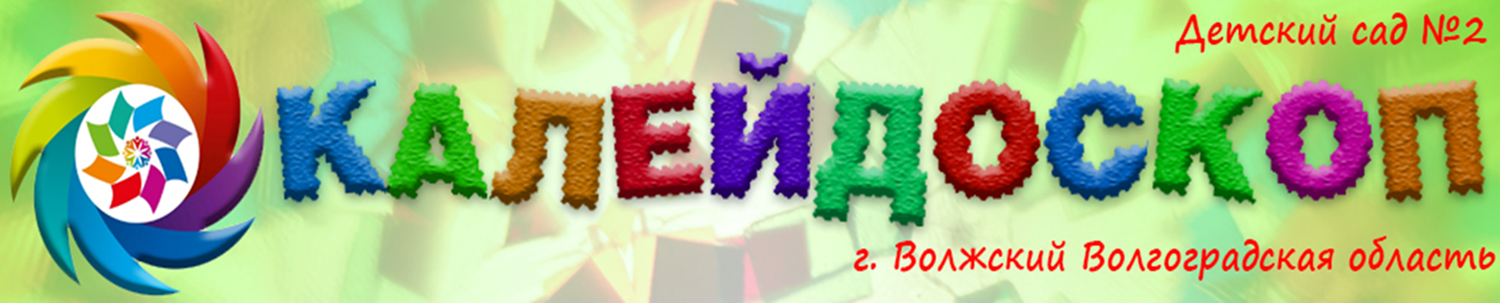 Детский сад №2
КАЛЕЙДОСКОП
г. Волжский Волгоградская область